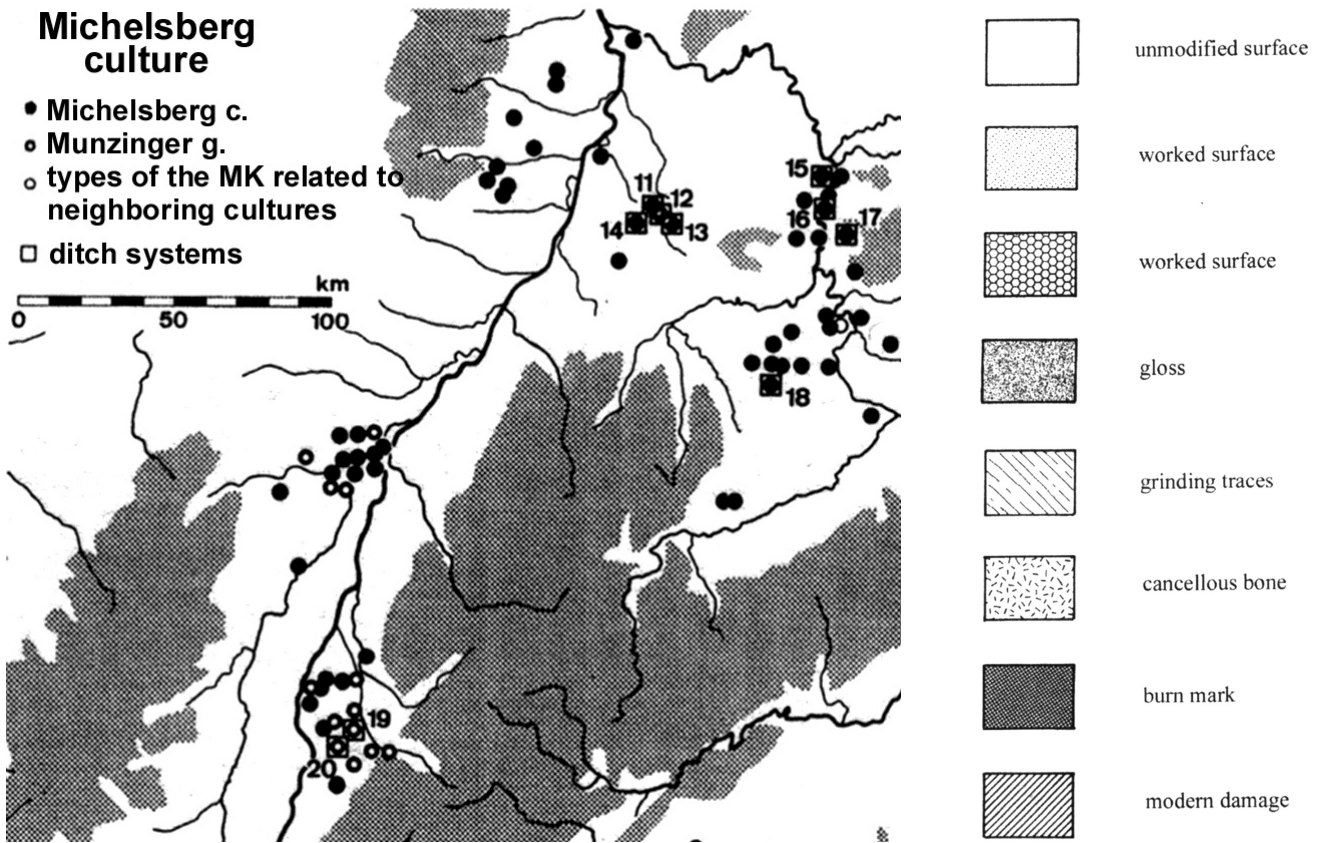 Michelsberg
culture
Michelsberg c.
Munzinger g.
types of the MK related to
neighboring cultures
ditch systems
km
0 50 100
11
12
14
13
15
16
17
18
19
20
unmodified surface
worked surface
worked surface
gloss
grinding traces
cancellous bone
burn mark
modern damage